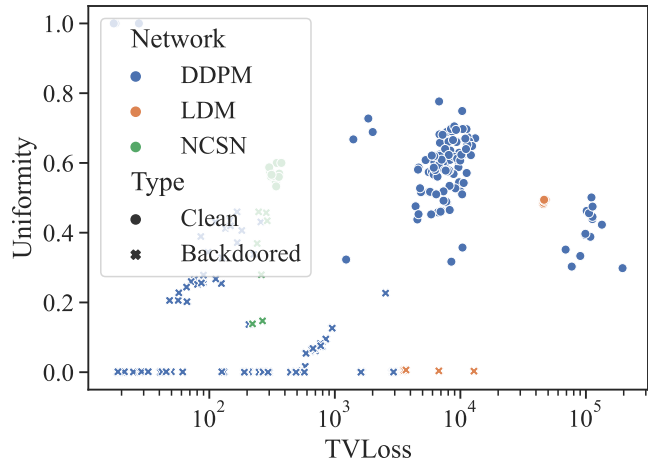 1.0
0.8
0.6
0.4
0.2
0.0
Uniformity
Network
DDPM
LDM
NCSN
Type
Clean
Backdoored
10²
10³
10⁴
10⁵
TVLoss